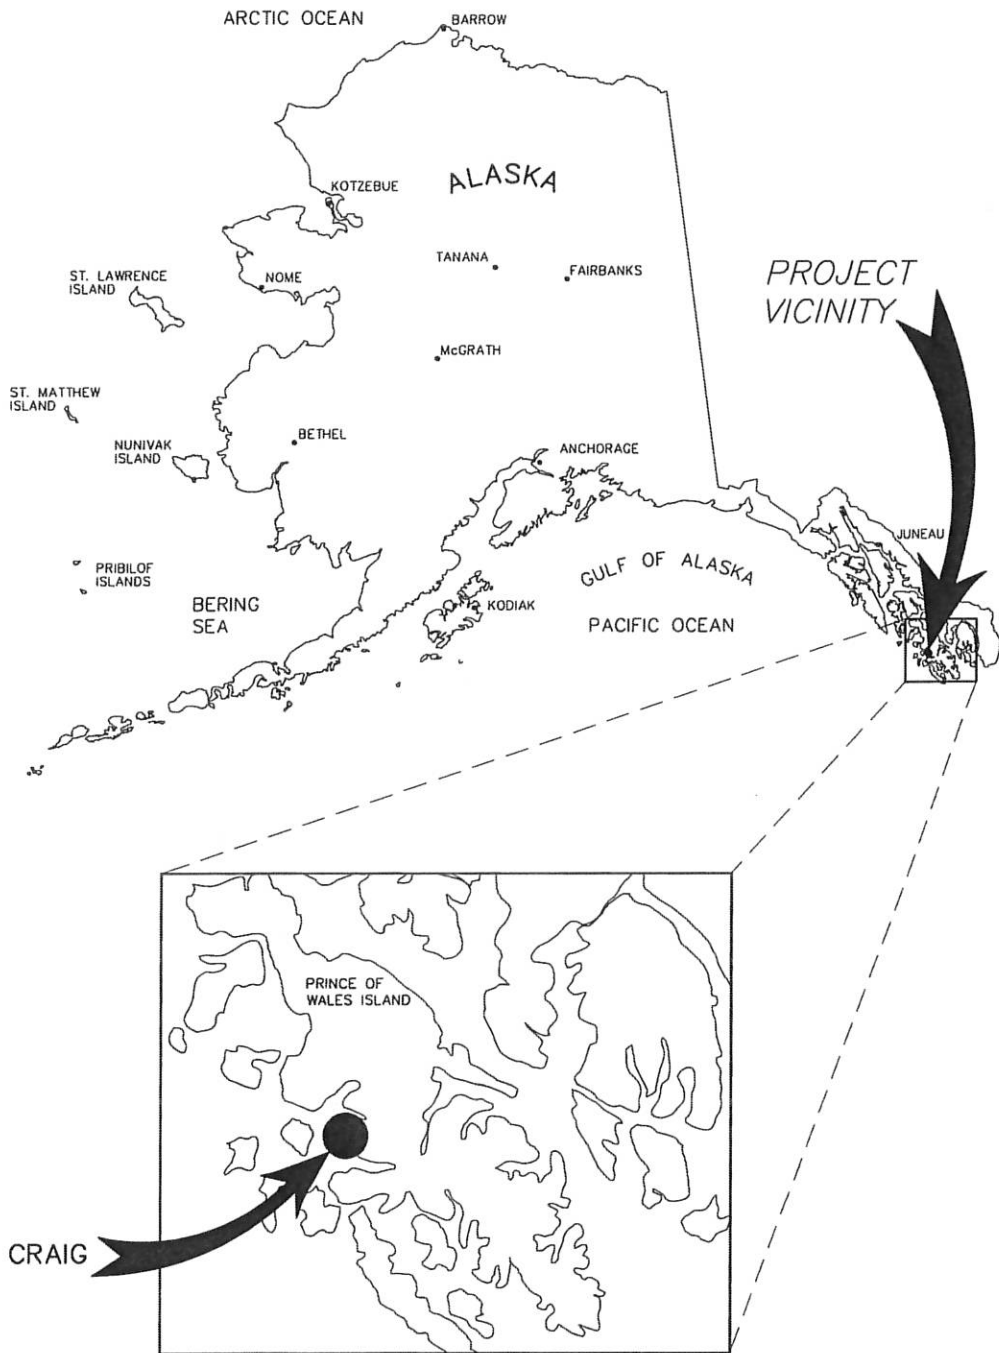 ARCTIC OCEAN
BARROW
ALASKA
KOTZEBUE
TANANA
FAIRBANKS
ST. LAWRENCE
ISLAND
NOME
PROJECT
VICINITY
McGRATH
ST. MATTHEW
ISLAND
BETHEL
NUNIVAK
ISLAND
ANCHORAGE
JUNEAU
PRIBILOF
ISLANDS
GULF OF ALASKA
BERING
SEA
KODIAK
PACIFIC OCEAN
PRINCE OF
WALES ISLAND
CRAIG